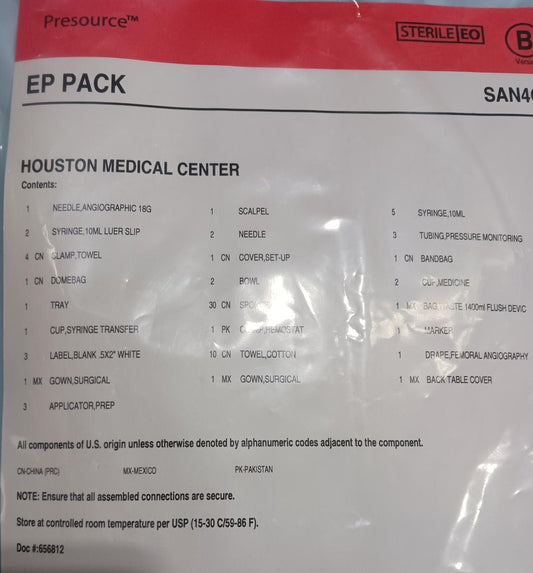 Presource™
STERILE EO
B
EP PACK
SAN4
HOUSTON MEDICAL CENTER
Contents:
1 NEEDLE,ANGIOGRAPHIC 18G
2 SYRINGE,10ML LUER SLIP
4 CN CLAMP,TOWEL
1 CN DOMEBAG
1 TRAY
1 CUP,SYRINGE TRANSFER
3 LABEL,BLANK .5X2" WHITE
1 MX GOWN,SURGICAL
3 APPLICATOR,PREP
1 SCALPEL
2 NEEDLE
1 CN COVER,SET-UP
2 BOWL
30 CN
1 PK
10 CN TOWEL,COTTON
1 MX GOWN,SURGICAL
5 SYRINGE,10ML
3 TUBING,PRESSURE MONITORING
1 CN BANDBAG
2 CUP,MEDICINE
1 MX BAG,WASTE 1400ml FLUSH DEVIC
1 MARKER
1 DRAPE,FEMORAL ANGIOGRAPHY
1 MX BACK TABLE COVER
All components of U.S. origin unless otherwise denoted by alphanumeric codes adjacent to the component.
CN-CHINA (PRC) MX-MEXICO PK-PAKISTAN
NOTE: Ensure that all assembled connections are secure.
Store at controlled room temperature per USP (15-30 C/59-86 F).
Doc #:656812